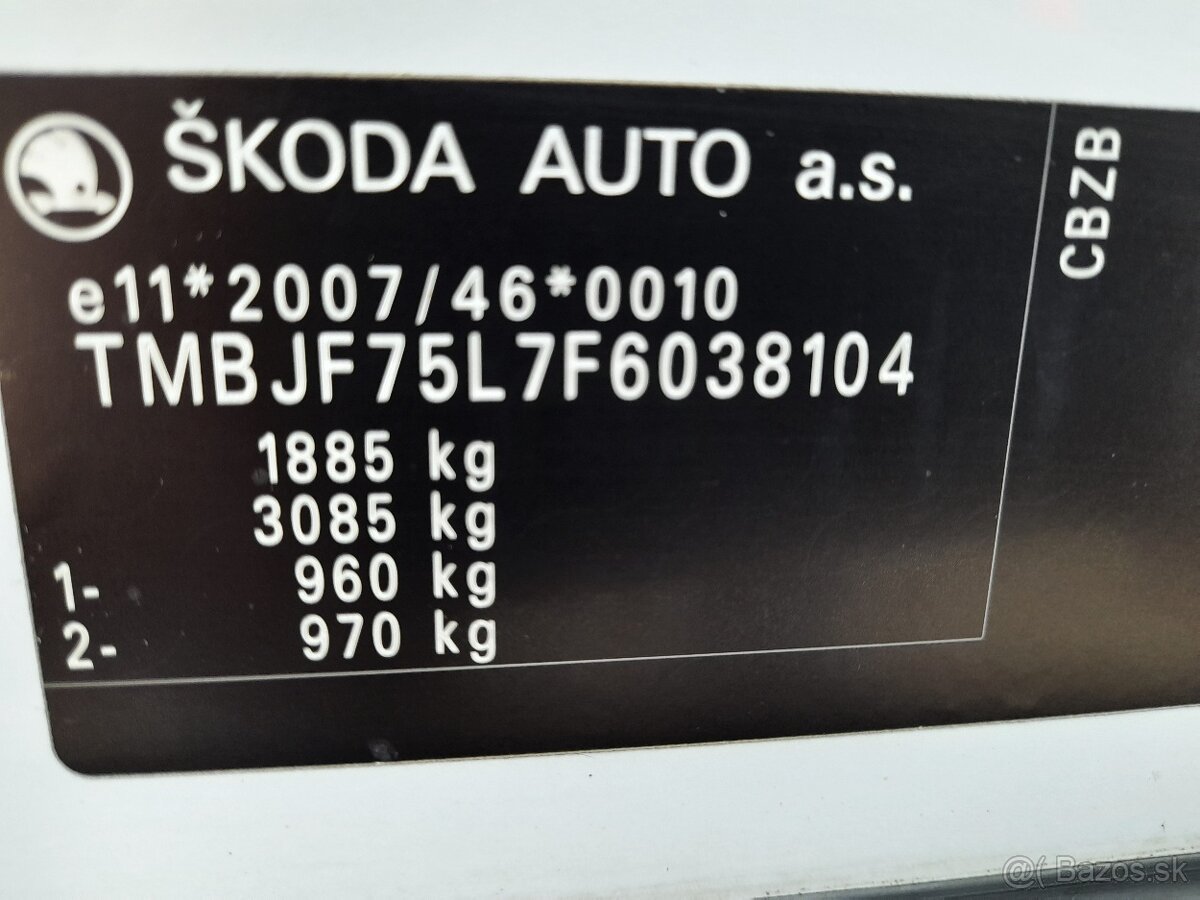 ŠKODA AUTO a.s.
e11*2007/46*0010
TMBJF75L7F6038104
1885 kg
3085 kg
1- 960 kg
2- 970 kg
CBZB
@( Bazos.sk